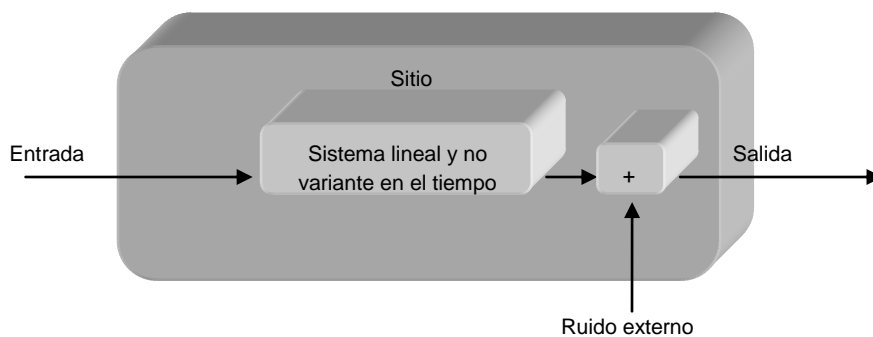 Sitio
Entrada
Sistema lineal y no
variante en el tiempo
+
Salida
Ruido externo